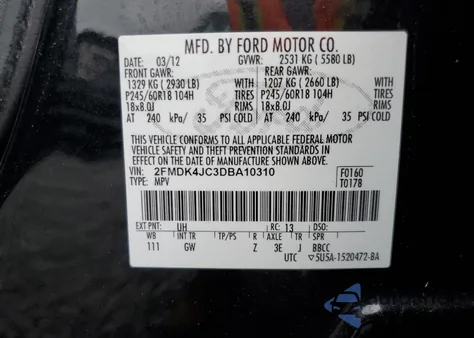 MFD. BY FORD MOTOR CO.
DATE: 03/12 GVWR: 2531 KG ( 5580 LB)
FRONT GAWR: REAR GAWR:
1329 KG ( 2930 LB) 1207 KG ( 2660 LB)
P245/60R18 104H TIRES P245/60R18 104H TIRES
18x8.0J RIMS 18x8.0J RIMS
AT 240 kPa/ 35 PSI COLD AT 240 kPa/ 35 PSI COLD
THIS VEHICLE CONFORMS TO ALL APPLICABLE FEDERAL MOTOR
VEHICLE SAFETY AND THEFT PREVENTION STANDARDS IN EFFECT
ON THE DATE OF MANUFACTURE SHOWN ABOVE.
VIN: 2FMDK4JC3DBA10310 F0160
TYPE: MPV T0178
EXT PNT: UH RC: 13 DSO:
WB INT TR TP/PS R AXLE TR SPR
111 GW Z 3E J BBCC
UTC 5U5A-1520472-BA